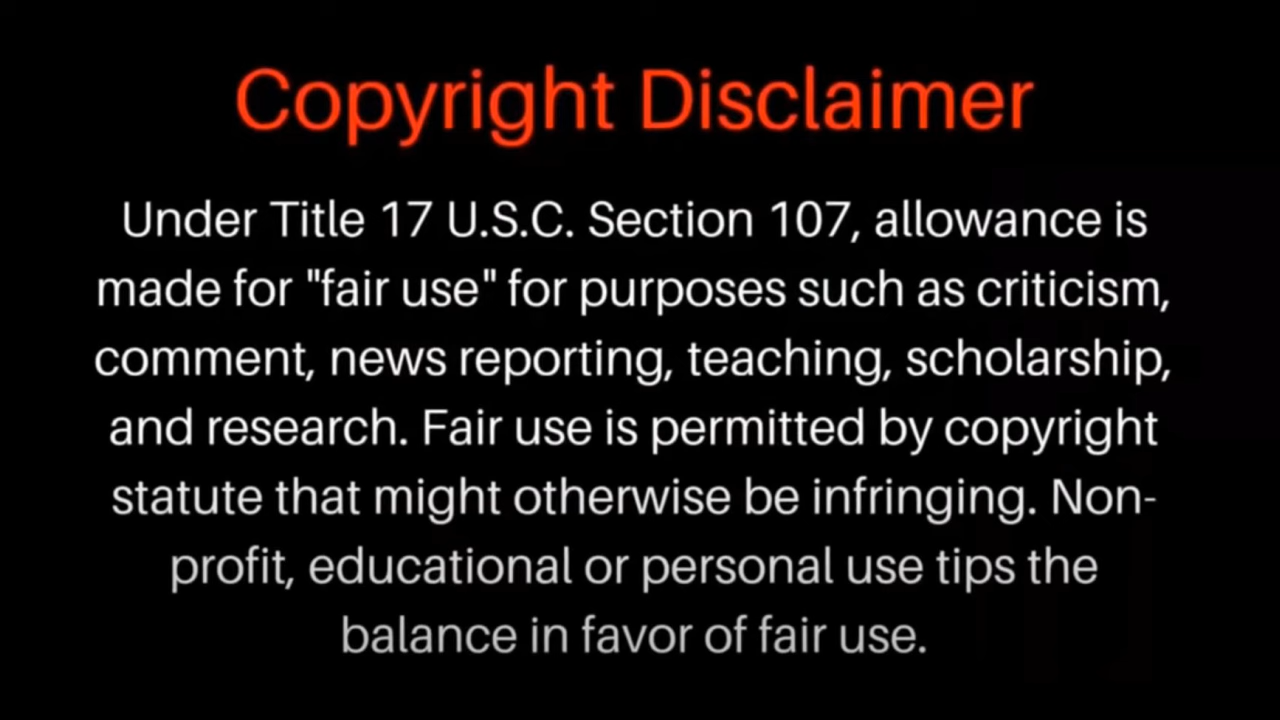 Copyright Disclaimer
Under Title 17 U.S.C. Section 107, allowance is
made for "fair use" for purposes such as criticism,
comment, news reporting, teaching, scholarship,
and research. Fair use is permitted by copyright
statute that might otherwise be infringing. Non-
profit, educational or personal use tips the
balance in favor of fair use.